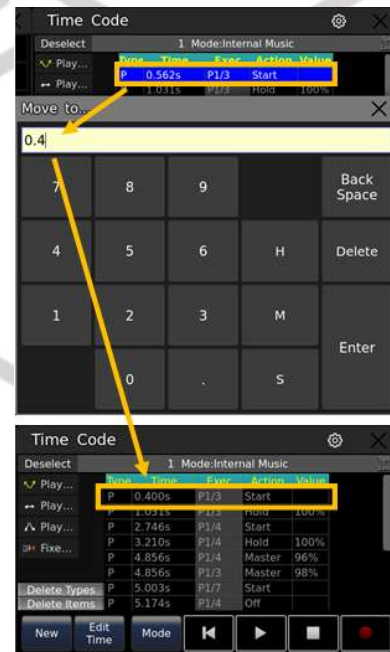 Time Code
Deselect 1 Mode:Internal Music
Play... Type Time Exec Action Value
P 0.562s P1/3 Start
Play... 1.031s P1/3 Hold 100%
Move to...
0.4
7 8 9 Back Space
4 5 6 H Delete
1 2 3 M
Enter
0 . S
Time Code
Deselect 1 Mode:Internal Music
Play... Type Time Exec Action Value
P 0.400s P1/3 Start
Play... P 1.031s P1/3 Hold 100%
Play... P 2.746s P1/4 Start
P 3.210s P1/4 Hold 100%
Fixe... P 4.856s P1/4 Master 96%
P 4.856s P1/3 Master 98%
Delete Types P 5.003s P1/7 Start
Delete Items P 5.174s P1/4 Off
New Edit Time Mode